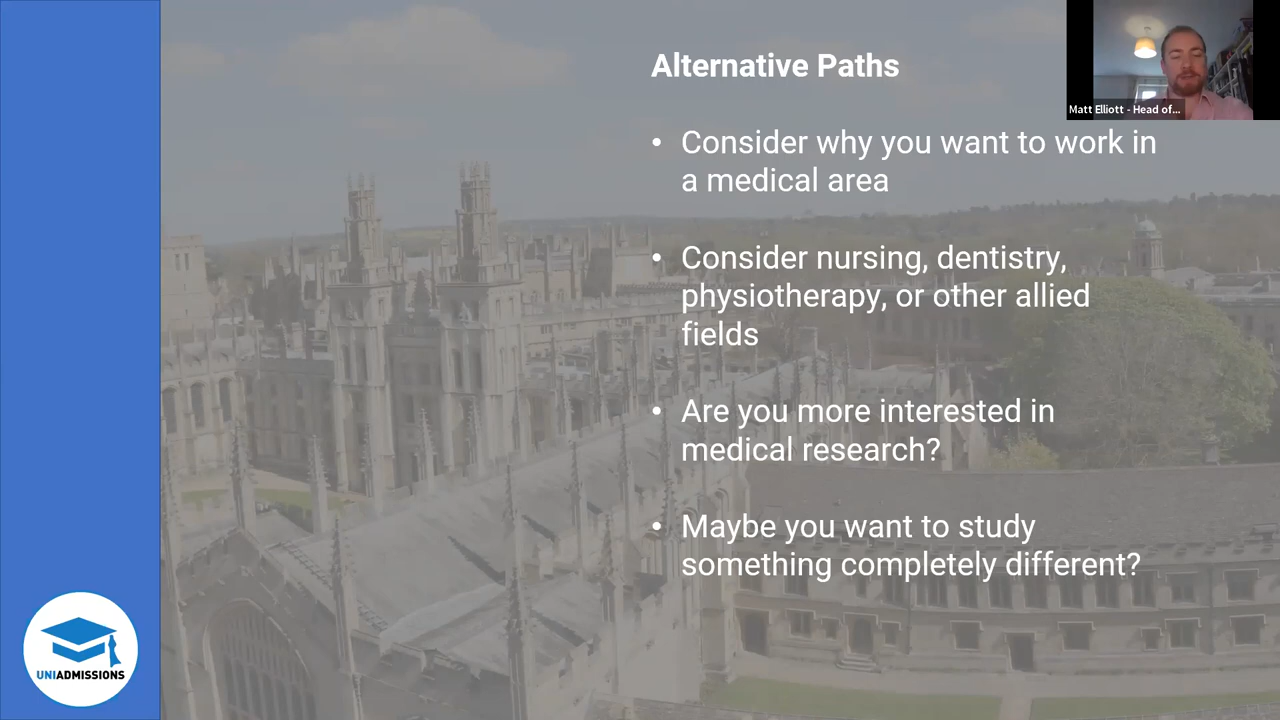 Alternative Paths
Matt Elliott - Head of...
• Consider why you want to work in
a medical area
• Consider nursing, dentistry,
physiotherapy, or other allied
fields
• Are you more interested in
medical research?
• Maybe you want to study
something completely different?
UNIADMISSIONS